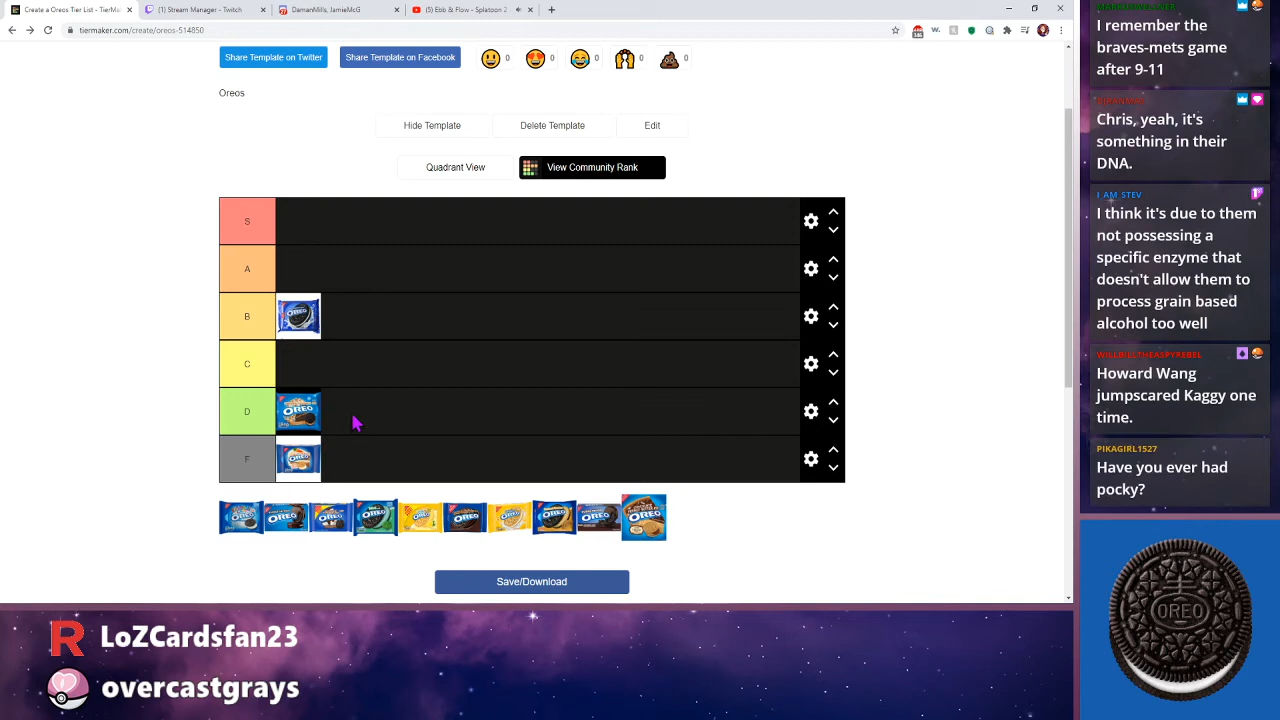 Create a Oreos Tier List - TierMa
(1) Stream Manager - Twitch
DamanMills, JamieMcG
(5) Ebb & Flow - Splatoon 2
tiermaker.com/create/oreos-514850
Share Template on Twitter
Share Template on Facebook
0
0
0
0
0
Oreos
Hide Template
Delete Template
Edit
Quadrant View
View Community Rank
S
A
B
OREO
C
D
OREO
F
OREO
Save/Download
I remember the
braves-mets game
after 9-11
Chris, yeah, it's
something in their
DNA.
I AM STEV
I think it's due to them
not possessing a
specific enzyme that
doesn't allow them to
process grain based
alcohol too well
WILLBILLTHEASPYREBEL
Howard Wang
jumpscared Kaggy one
time.
PIKAGIRL1527
Have you ever had
pocky?
OREO
R LoZCardsfan23
overcastgrays